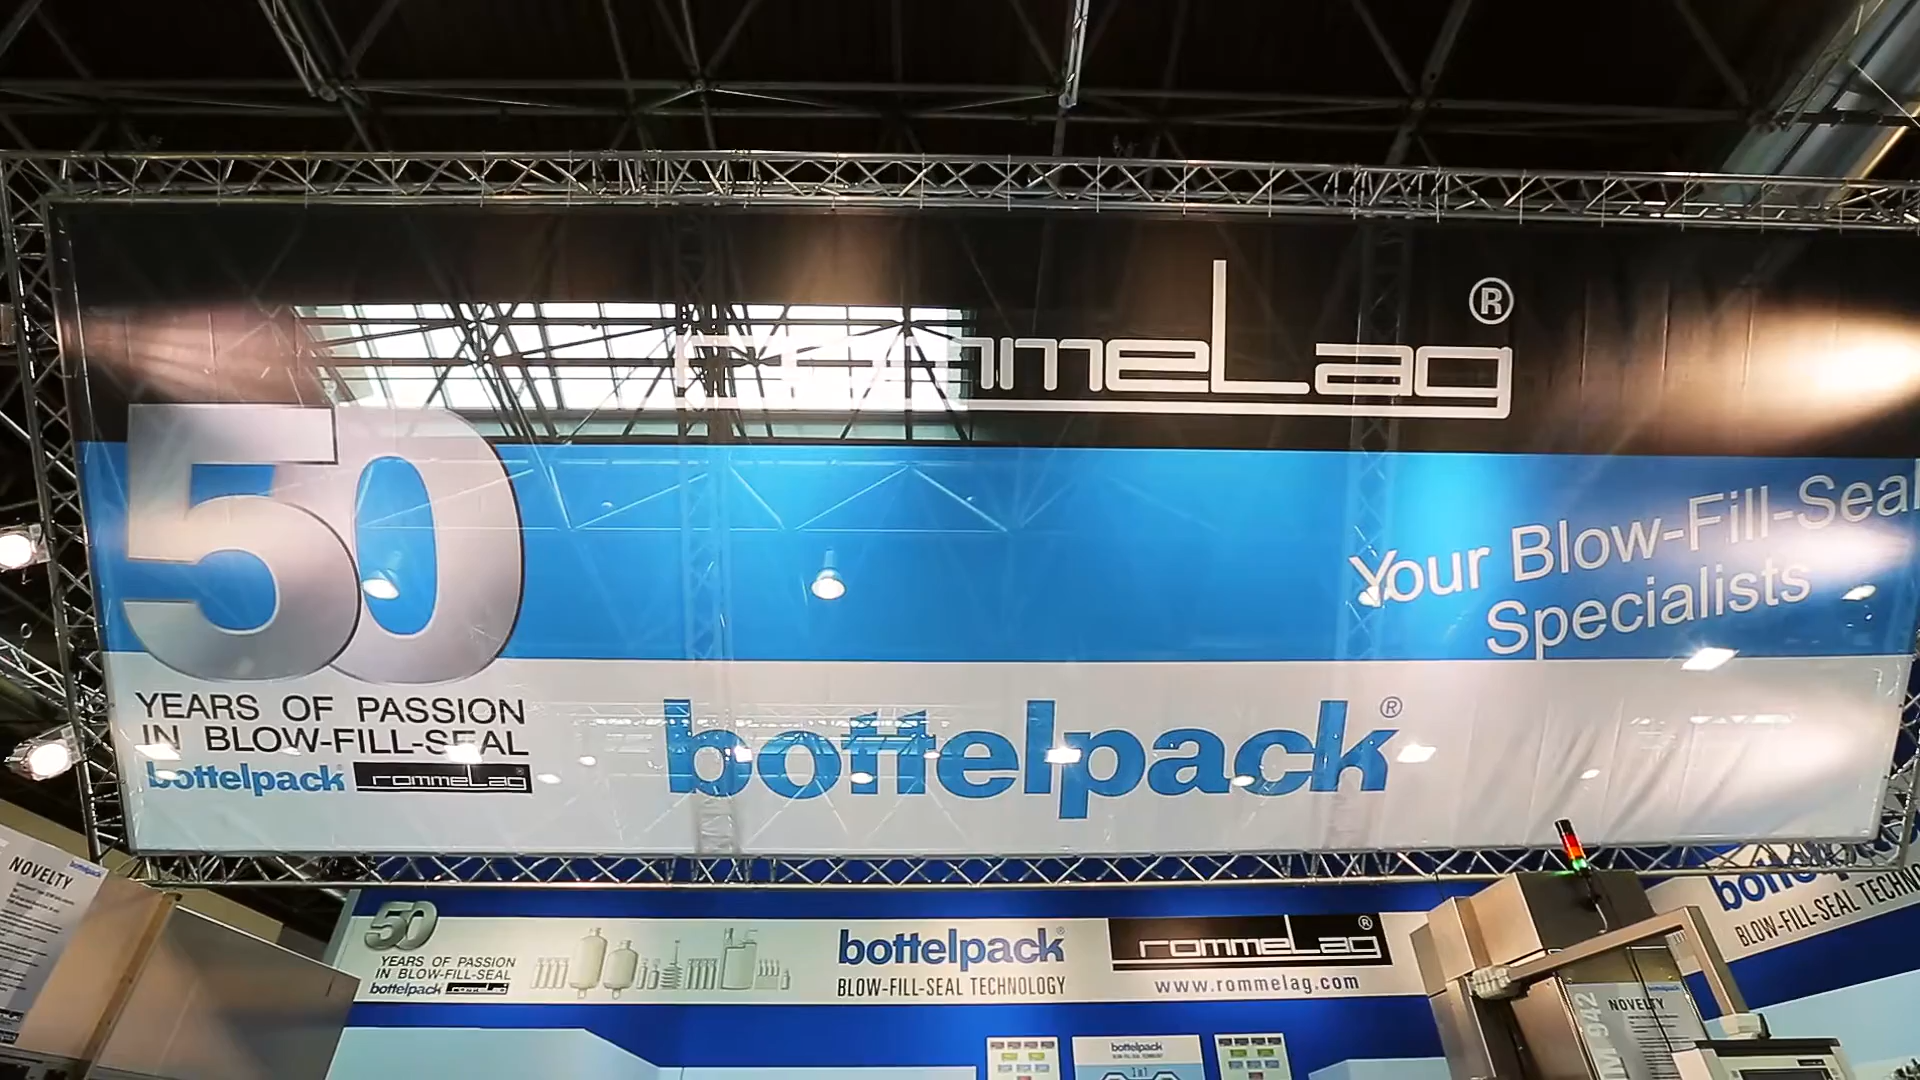 rommeLag®
50
YEARS OF PASSION
IN BLOW-FILL-SEAL
bottelpack rommeLag®
Your Blow-Fill-Seal
Specialists
bottelpack®
NOVELTY
bottelpack
50
YEARS OF PASSION
IN BLOW-FILL-SEAL
bottelpack rommeLag
bottelpack®
BLOW-FILL-SEAL TECHNOLOGY
rommeLag®
www.rommelag.com
BLOW-FILL-SEAL
NOVELTY
942
bottelpack